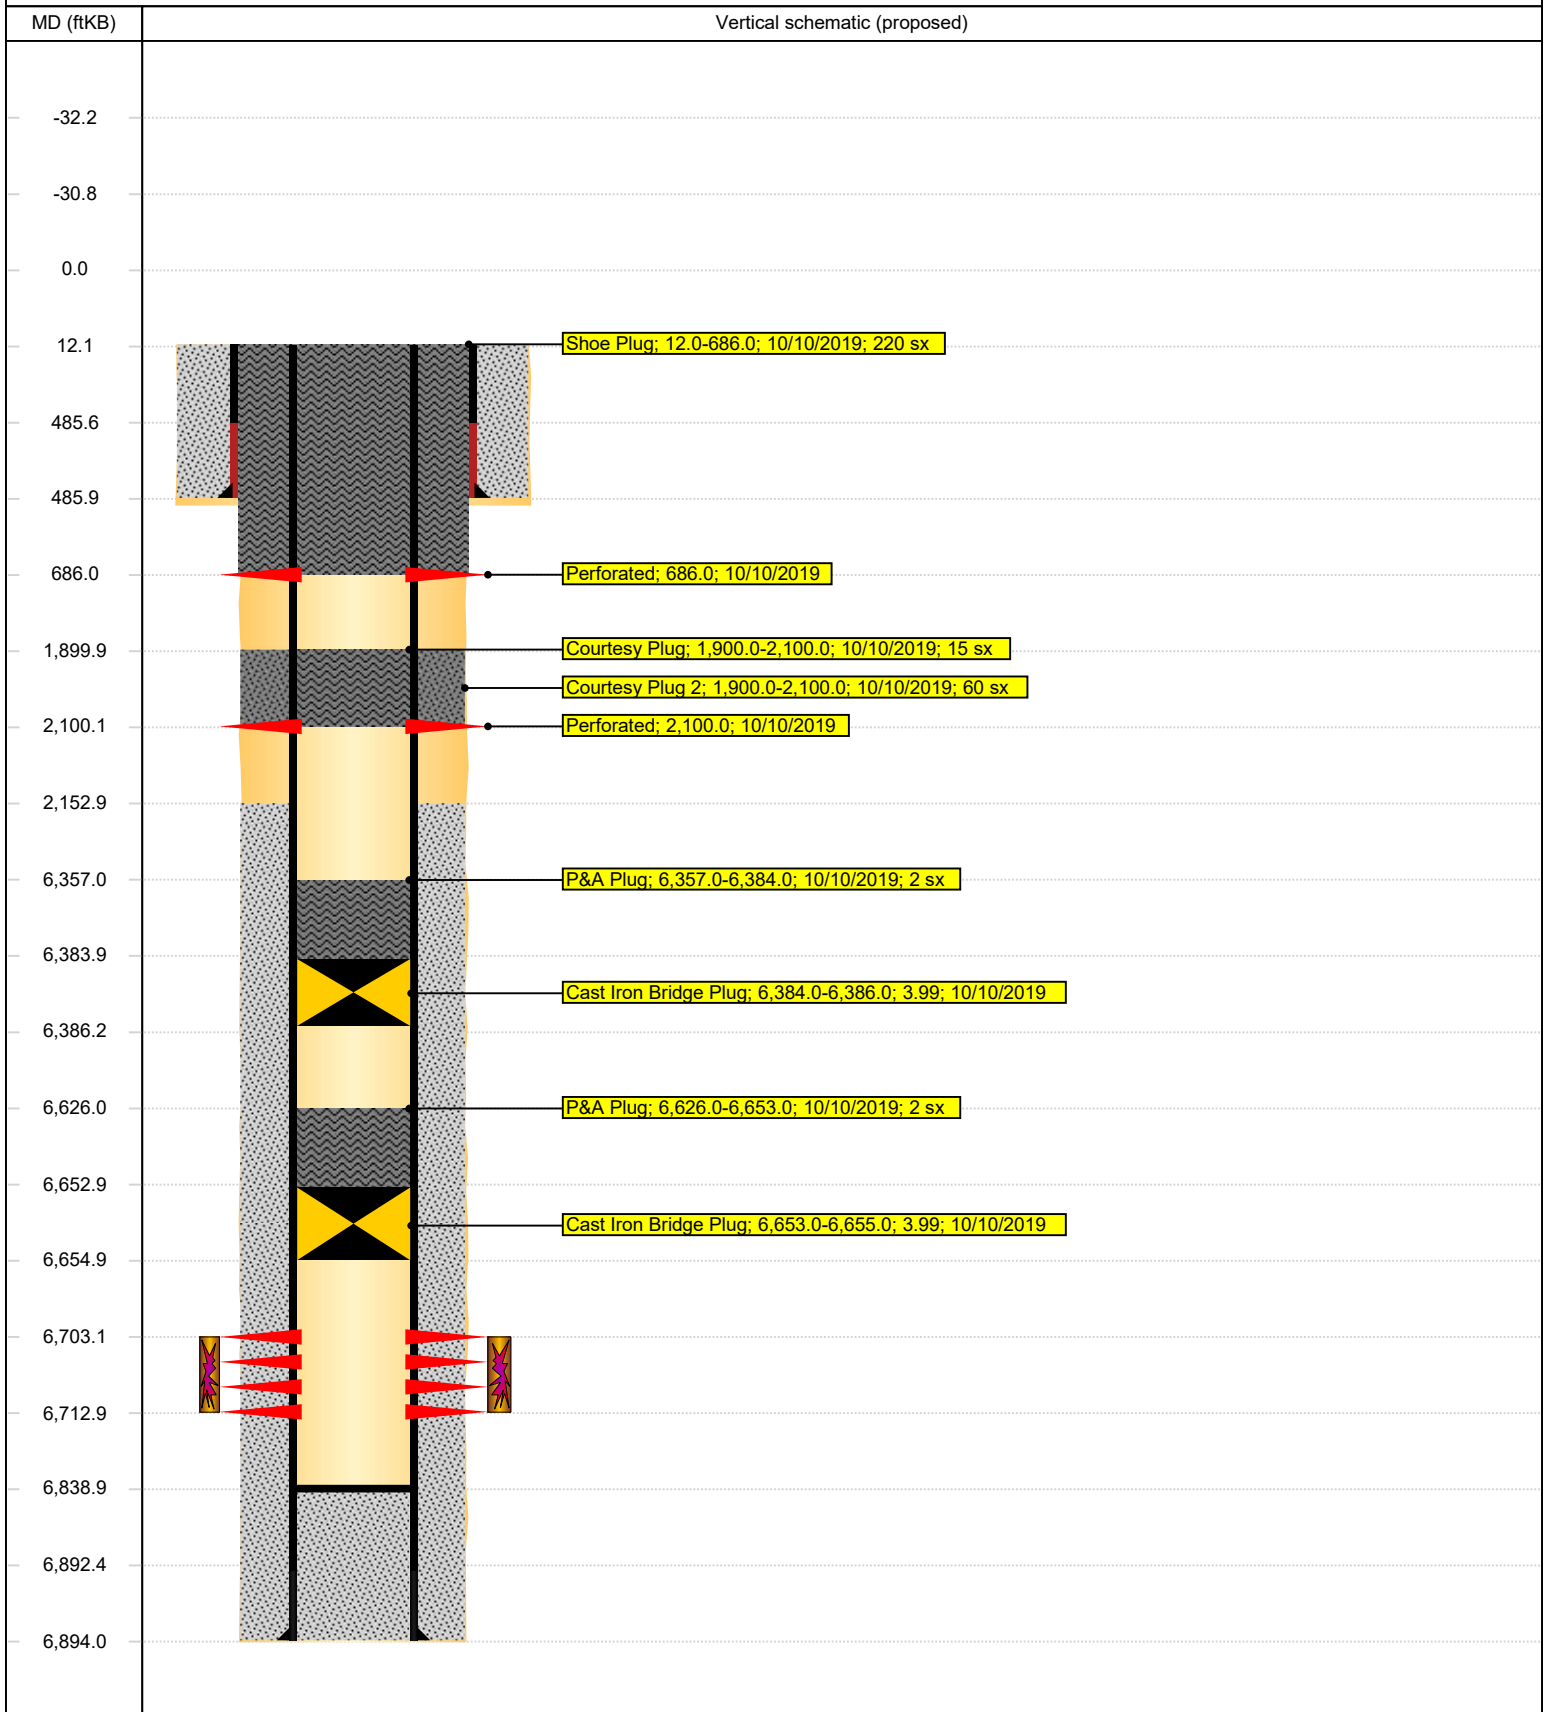 MD (ftKB)
Vertical schematic (proposed)
-32.2
-30.8
0.0
12.1
Shoe Plug; 12.0-686.0; 10/10/2019; 220 sx
485.6
485.9
686.0
Perforated; 686.0; 10/10/2019
1,899.9
Courtesy Plug; 1,900.0-2,100.0; 10/10/2019; 15 sx
Courtesy Plug 2; 1,900.0-2,100.0; 10/10/2019; 60 sx
2,100.1
Perforated; 2,100.0; 10/10/2019
2,152.9
6,357.0
P&A Plug; 6,357.0-6,384.0; 10/10/2019; 2 sx
6,383.9
Cast Iron Bridge Plug; 6,384.0-6,386.0; 3.99; 10/10/2019
6,386.2
6,626.0
P&A Plug; 6,626.0-6,653.0; 10/10/2019; 2 sx
6,652.9
Cast Iron Bridge Plug; 6,653.0-6,655.0; 3.99; 10/10/2019
6,654.9
6,703.1
6,712.9
6,838.9
6,892.4
6,894.0